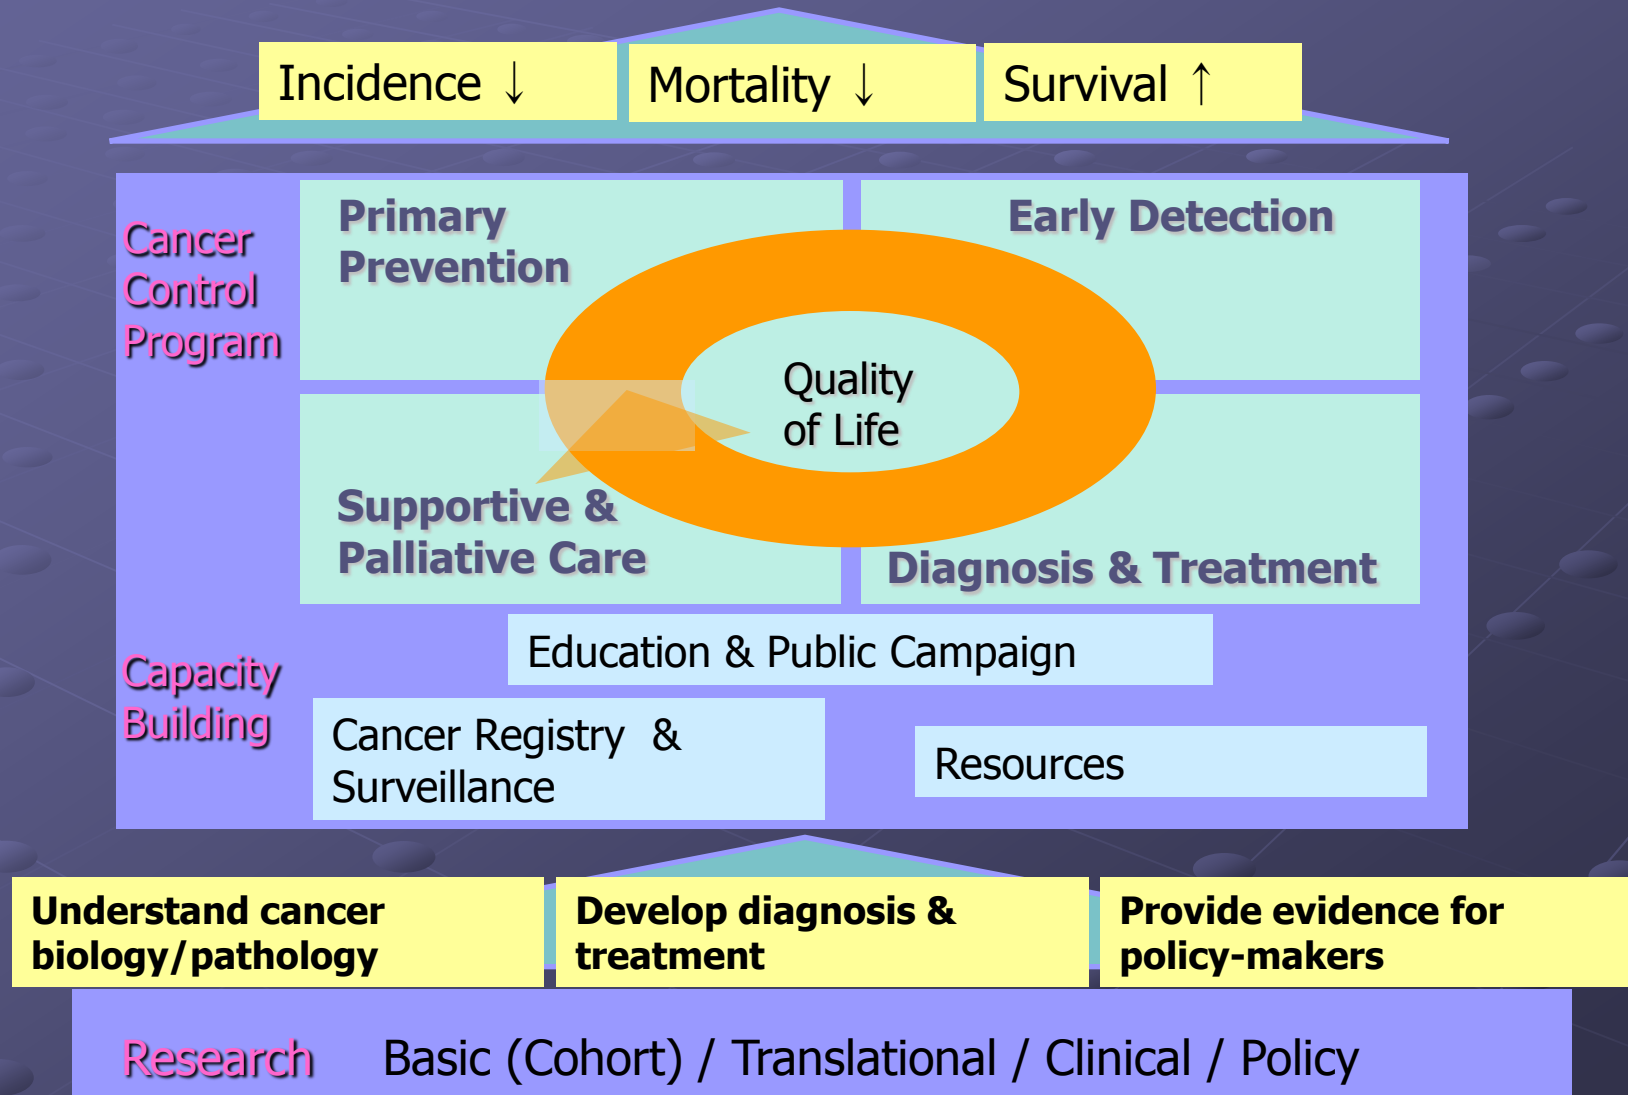 Incidence ↓
Mortality ↓
Survival ↑
Cancer
Control
Program
Primary
Prevention
Early Detection
Quality
of Life
Supportive &
Palliative Care
Diagnosis & Treatment
Capacity
Building
Education & Public Campaign
Cancer Registry &
Surveillance
Resources
Understand cancer
biology/pathology
Develop diagnosis &
treatment
Provide evidence for
policy-makers
Research
Basic (Cohort) / Translational / Clinical / Policy